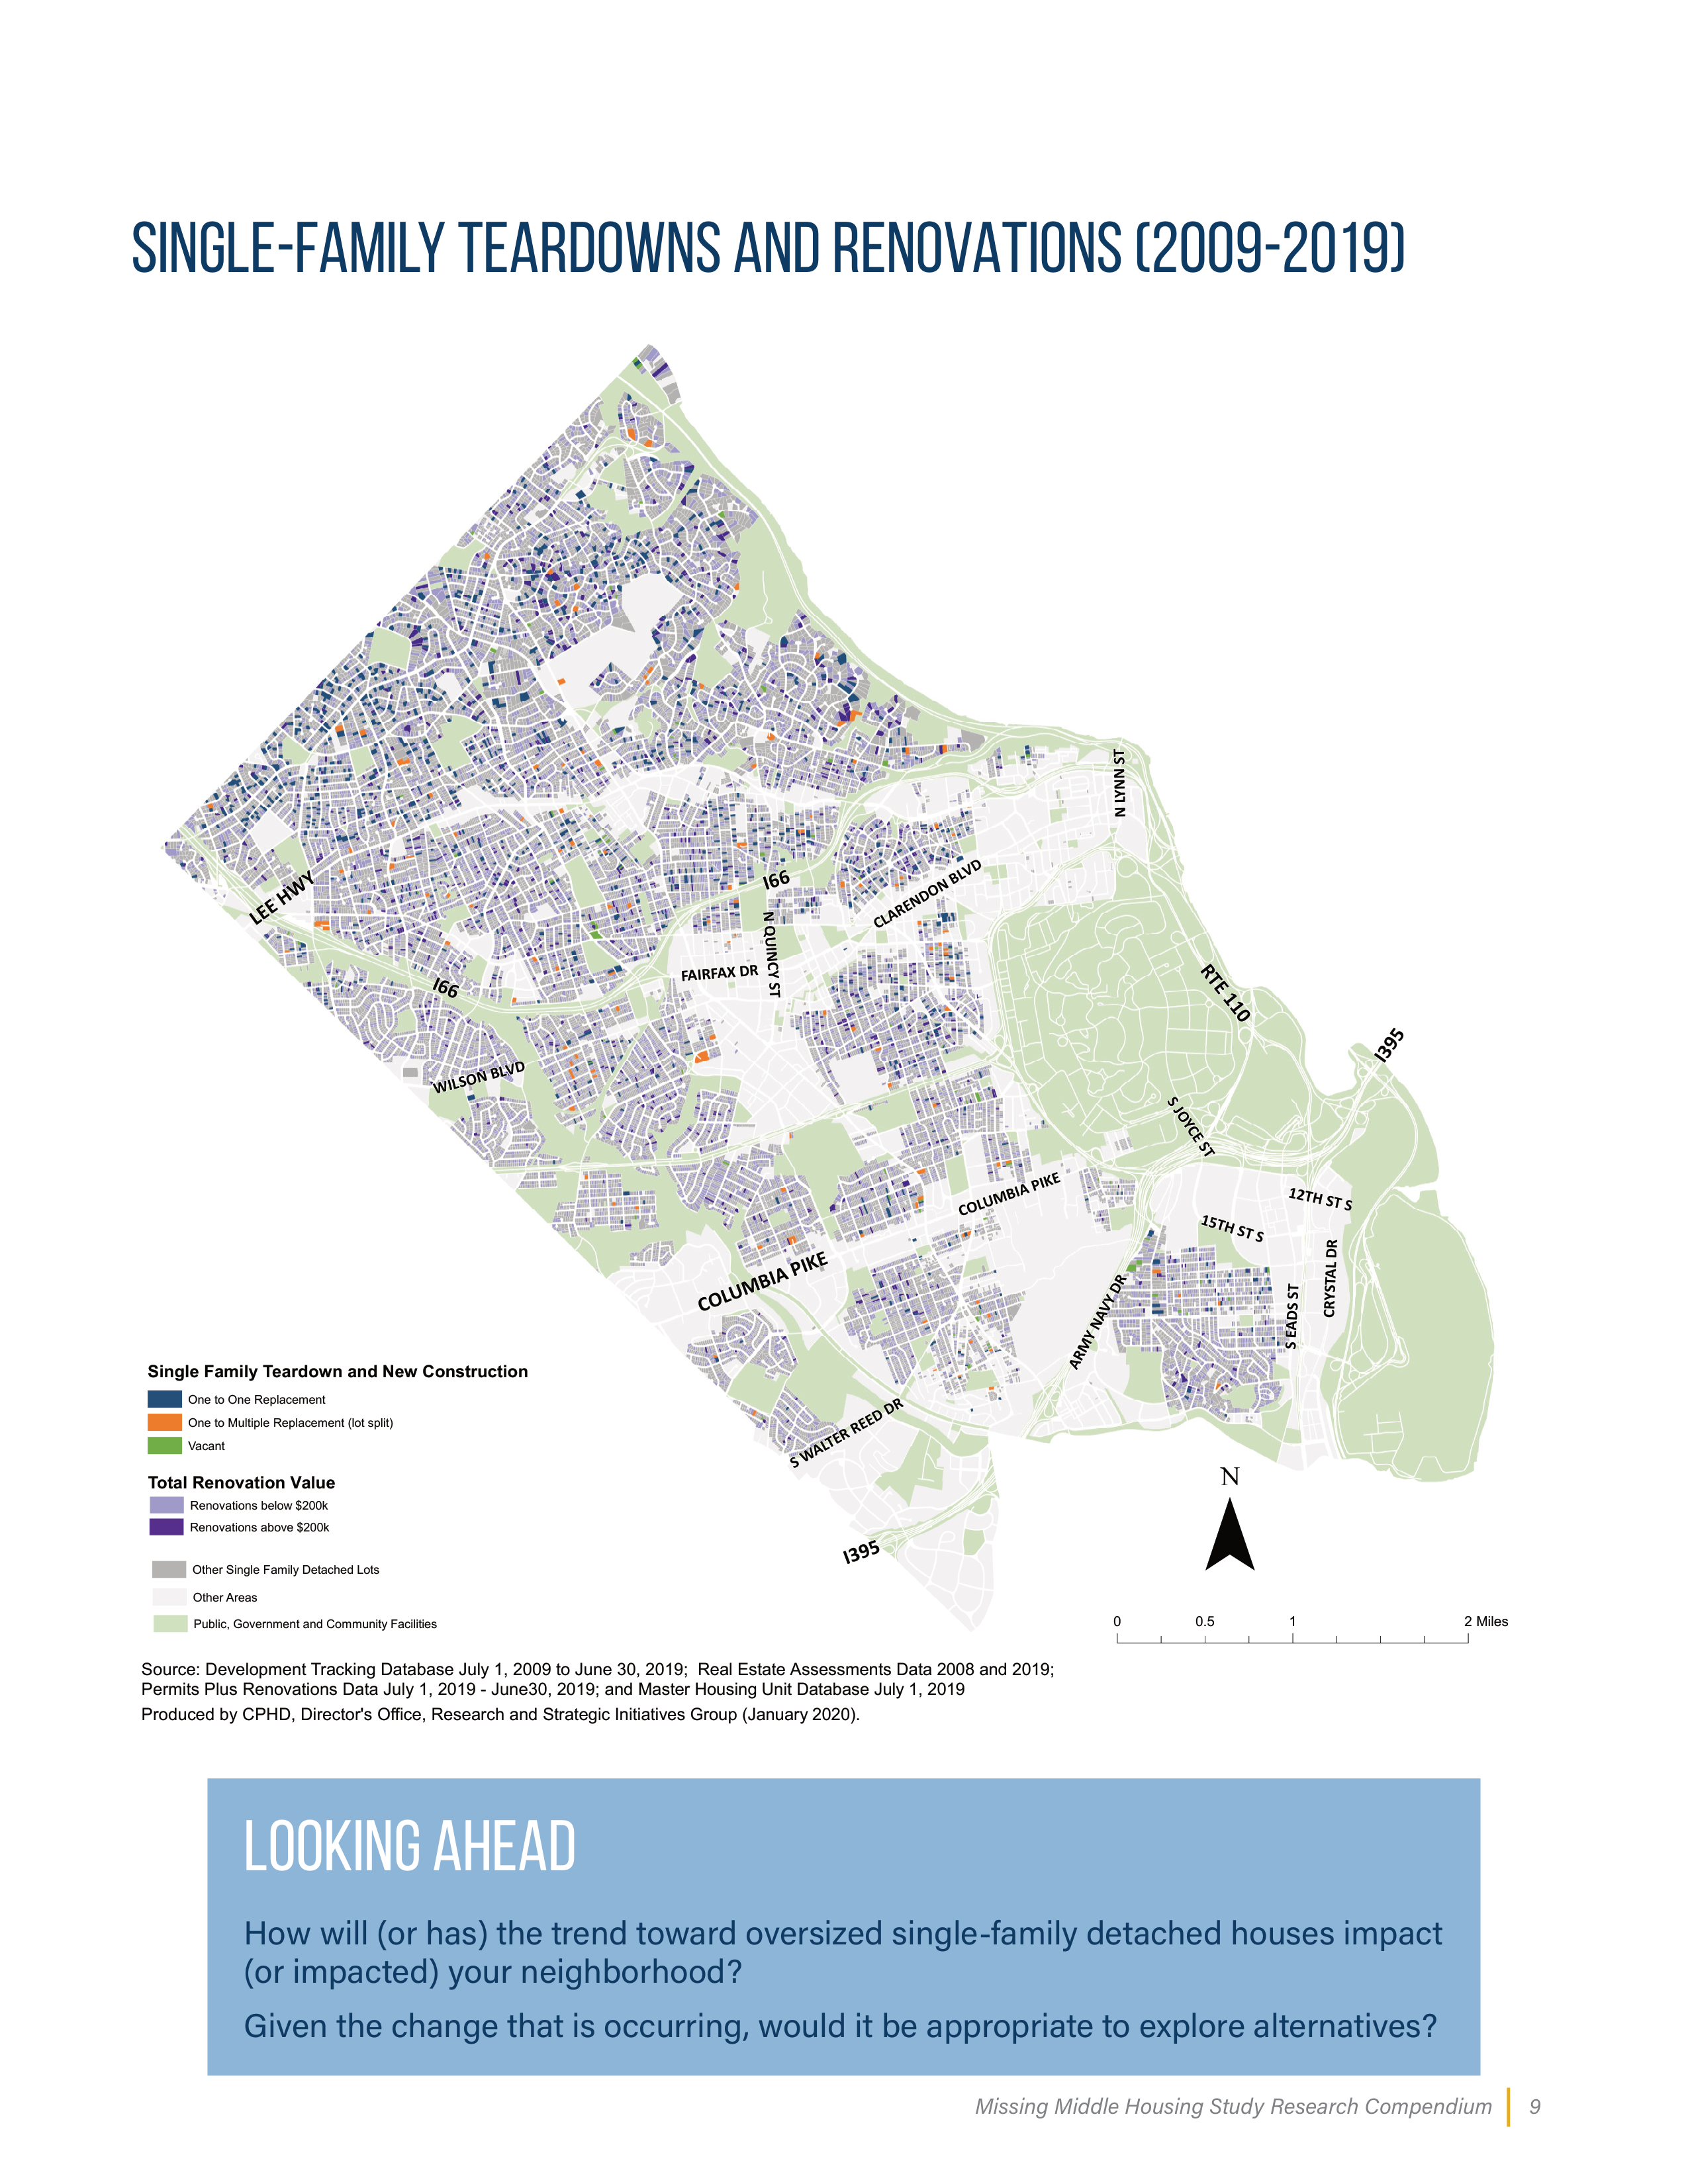 SINGLE-FAMILY TEARDOWNS AND RENOVATIONS (2009-2019)
N LYNN ST
LEE HWY
I66
CLARENDON BLVD
N QUINCY ST
FAIRFAX DR
I66
RTE 110
I395
WILSON BLVD
S JOYCE ST
COLUMBIA PIKE
12TH ST S
15TH ST S
COLUMBIA PIKE
CRYSTAL DR
S EADS ST
ARMY NAVY DR
S WALTER REED DR
I395
Single Family Teardown and New Construction
One to One Replacement
One to Multiple Replacement (lot split)
Vacant
Total Renovation Value
Renovations below $200k
Renovations above $200k
Other Single Family Detached Lots
Other Areas
Public, Government and Community Facilities
N
0 0.5 1 2 Miles
Source: Development Tracking Database July 1, 2009 to June 30, 2019; Real Estate Assessments Data 2008 and 2019;
Permits Plus Renovations Data July 1, 2019 - June30, 2019; and Master Housing Unit Database July 1, 2019
Produced by CPHD, Director's Office, Research and Strategic Initiatives Group (January 2020).
LOOKING AHEAD
How will (or has) the trend toward oversized single-family detached houses impact
(or impacted) your neighborhood?
Given the change that is occurring, would it be appropriate to explore alternatives?
Missing Middle Housing Study Research Compendium 9